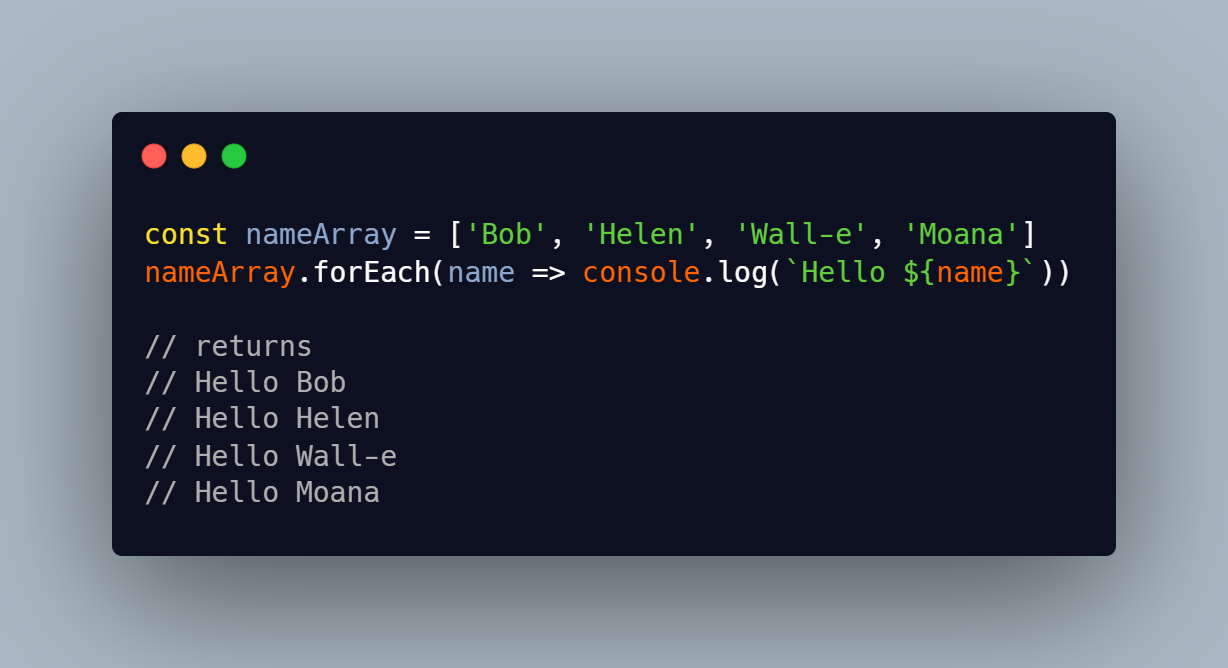 const nameArray = ['Bob', 'Helen', 'Wall-e', 'Moana']
nameArray.forEach(name => console.log(`Hello ${name}`))
// returns
// Hello Bob
// Hello Helen
// Hello Wall-e
// Hello Moana